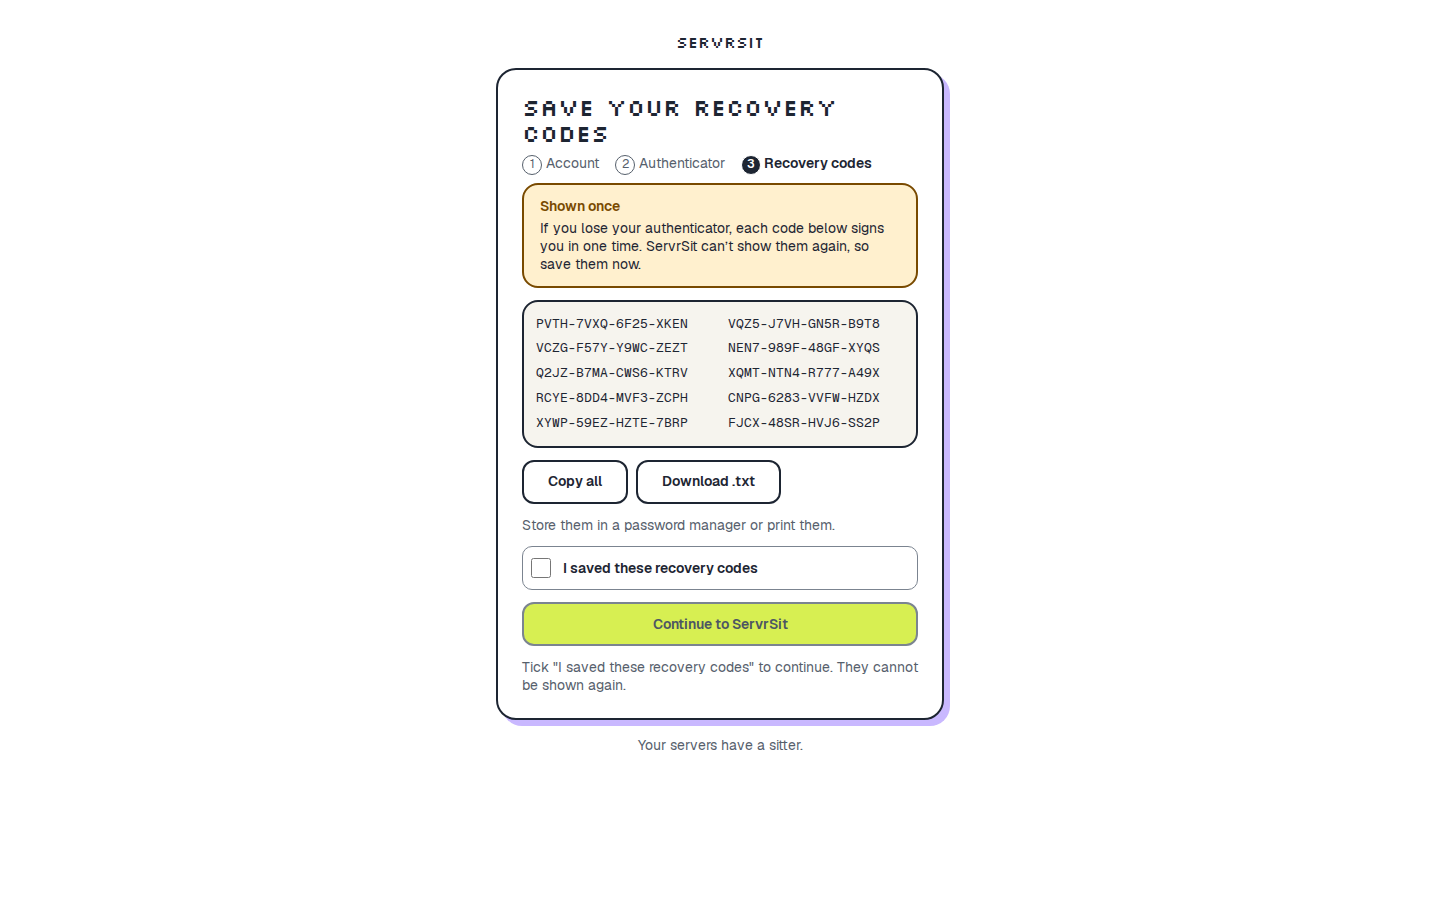 SERVRSIT
SAVE YOUR RECOVERY
CODES
1 Account 2 Authenticator 3 Recovery codes
Shown once
If you lose your authenticator, each code below signs
you in one time. ServrSit can't show them again, so
save them now.
PVTH-7VXQ-6F25-XKEN VQZ5-J7VH-GN5R-B9T8
VCZG-F57Y-Y9WC-ZEZT NEN7-989F-48GF-XYQS
Q2JZ-B7MA-CWS6-KTRV XQMT-NTN4-R777-A49X
RCYE-8DD4-MVF3-ZCPH CNPG-6283-VVFW-HZDX
XYWP-59EZ-HZTE-7BRP FJCX-48SR-HVJ6-SS2P
Copy all Download .txt
Store them in a password manager or print them.
I saved these recovery codes
Continue to ServrSit
Tick "I saved these recovery codes" to continue. They cannot
be shown again.
Your servers have a sitter.